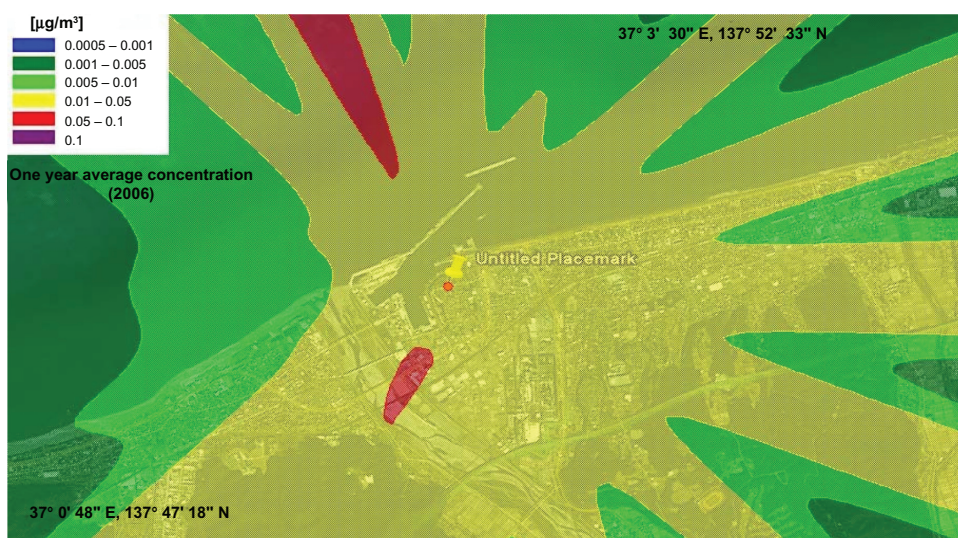 [µg/m³]
0.0005 – 0.001
0.001 – 0.005
0.005 – 0.01
0.01 – 0.05
0.05 – 0.1
0.1
37° 3' 30" E, 137° 52' 33" N
One year average concentration
(2006)
Untitled Placemark
37° 0' 48" E, 137° 47' 18" N